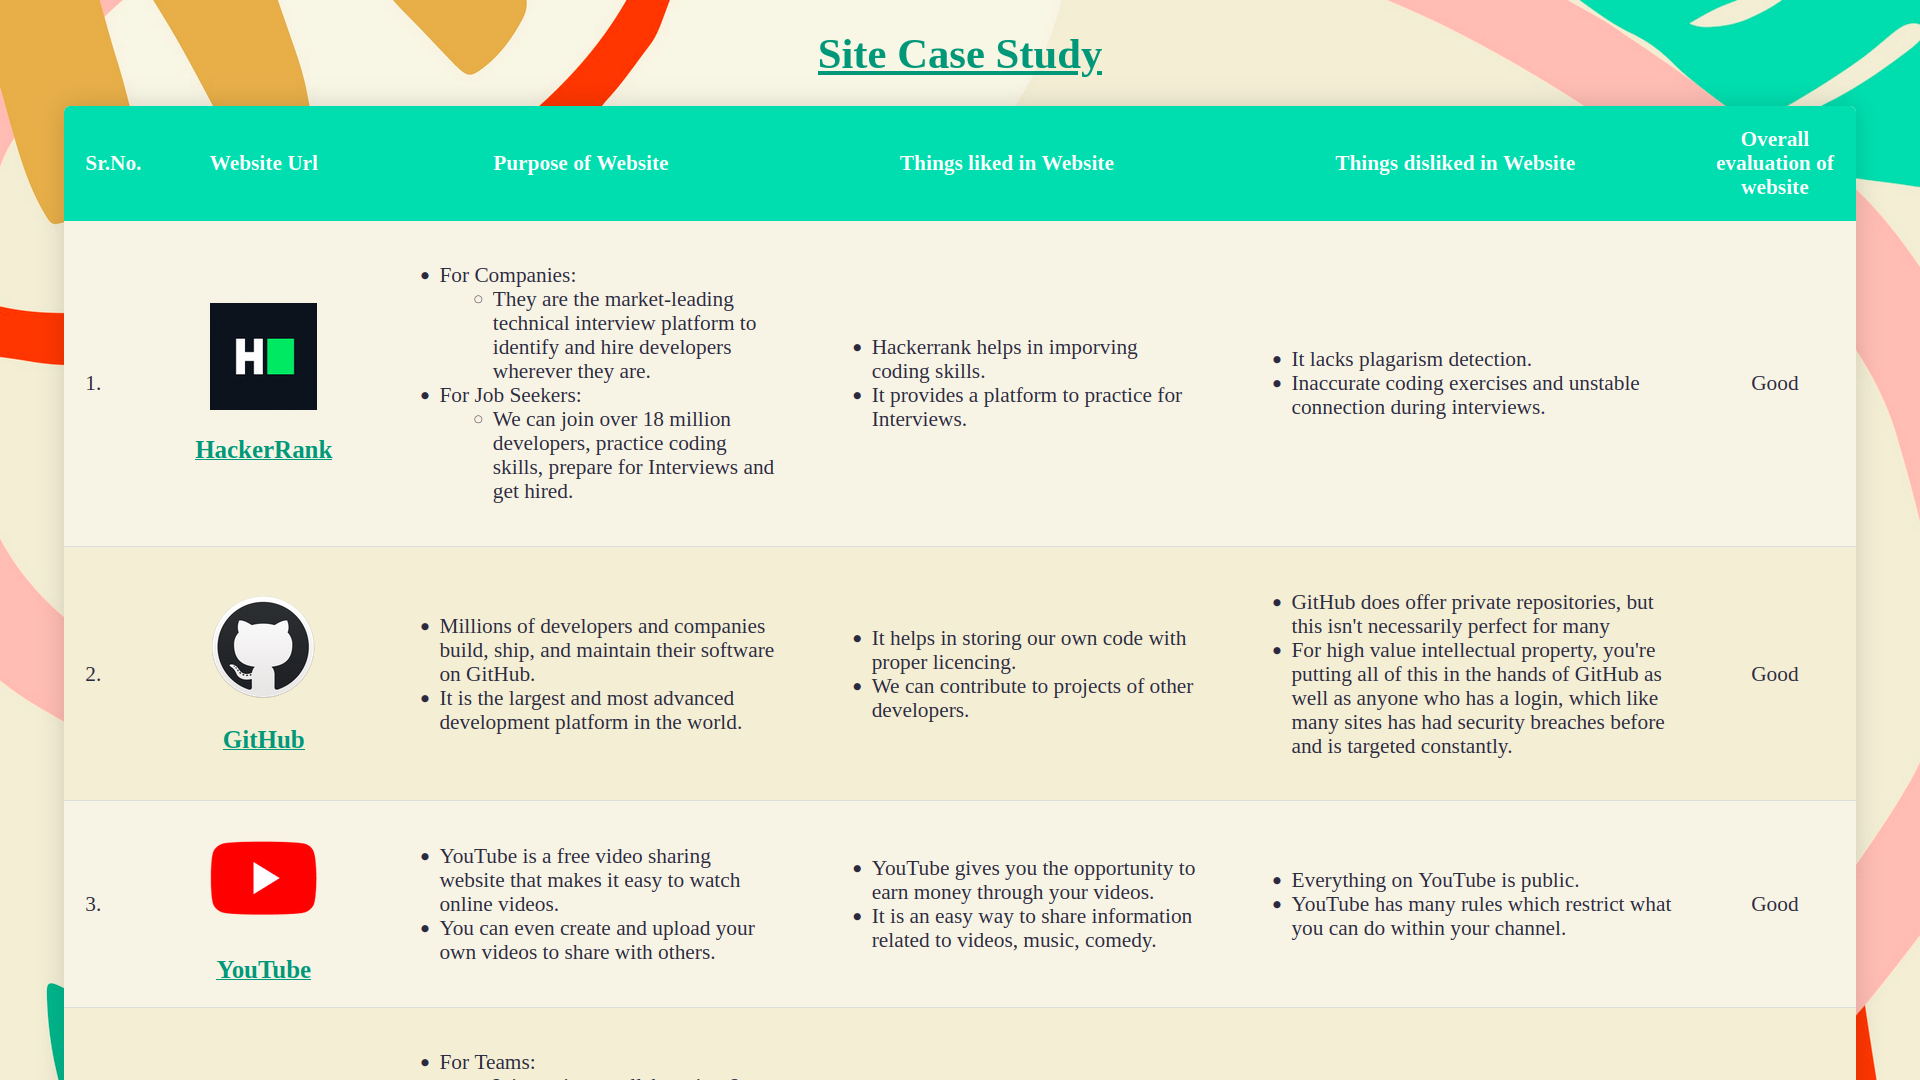 Site Case Study
Sr.No.
Website Url
Purpose of Website
Things liked in Website
Things disliked in Website
Overall
evaluation of
website
1.
H
HackerRank
For Companies:
They are the market-leading
technical interview platform to
identify and hire developers
wherever they are.
For Job Seekers:
We can join over 18 million
developers, practice coding
skills, prepare for Interviews and
get hired.
Hackerrank helps in imporving
coding skills.
It provides a platform to practice for
Interviews.
It lacks plagarism detection.
Inaccurate coding exercises and unstable
connection during interviews.
Good
2.
GitHub
Millions of developers and companies
build, ship, and maintain their software
on GitHub.
It is the largest and most advanced
development platform in the world.
It helps in storing our own code with
proper licencing.
We can contribute to projects of other
developers.
GitHub does offer private repositories, but
this isn't necessarily perfect for many
For high value intellectual property, you're
putting all of this in the hands of GitHub as
well as anyone who has a login, which like
many sites has had security breaches before
and is targeted constantly.
Good
3.
YouTube
YouTube is a free video sharing
website that makes it easy to watch
online videos.
You can even create and upload your
own videos to share with others.
YouTube gives you the opportunity to
earn money through your videos.
It is an easy way to share information
related to videos, music, comedy.
Everything on YouTube is public.
YouTube has many rules which restrict what
you can do within your channel.
Good
For Teams: